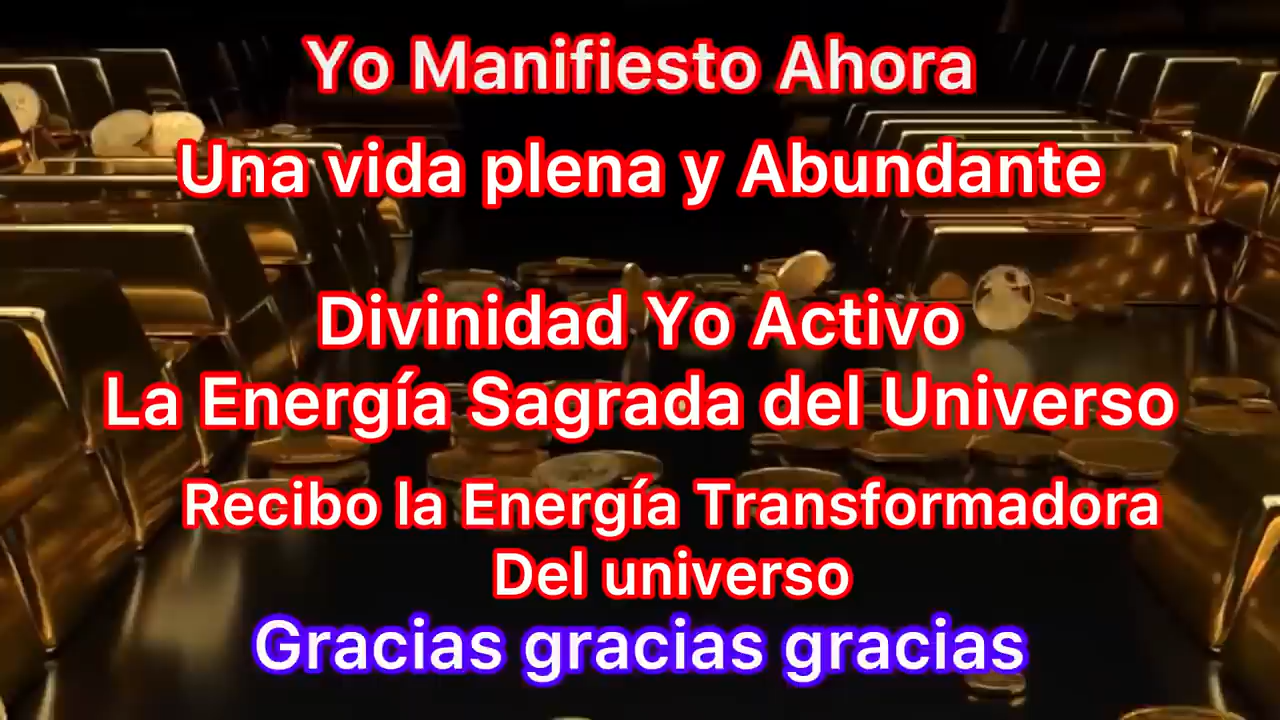 Yo Manifiesto Ahora
Una vida plena y Abundante
Divinidad Yo Activo
La Energía Sagrada del Universo
Recibo la Energía Transformadora
Del universo
Gracias gracias gracias